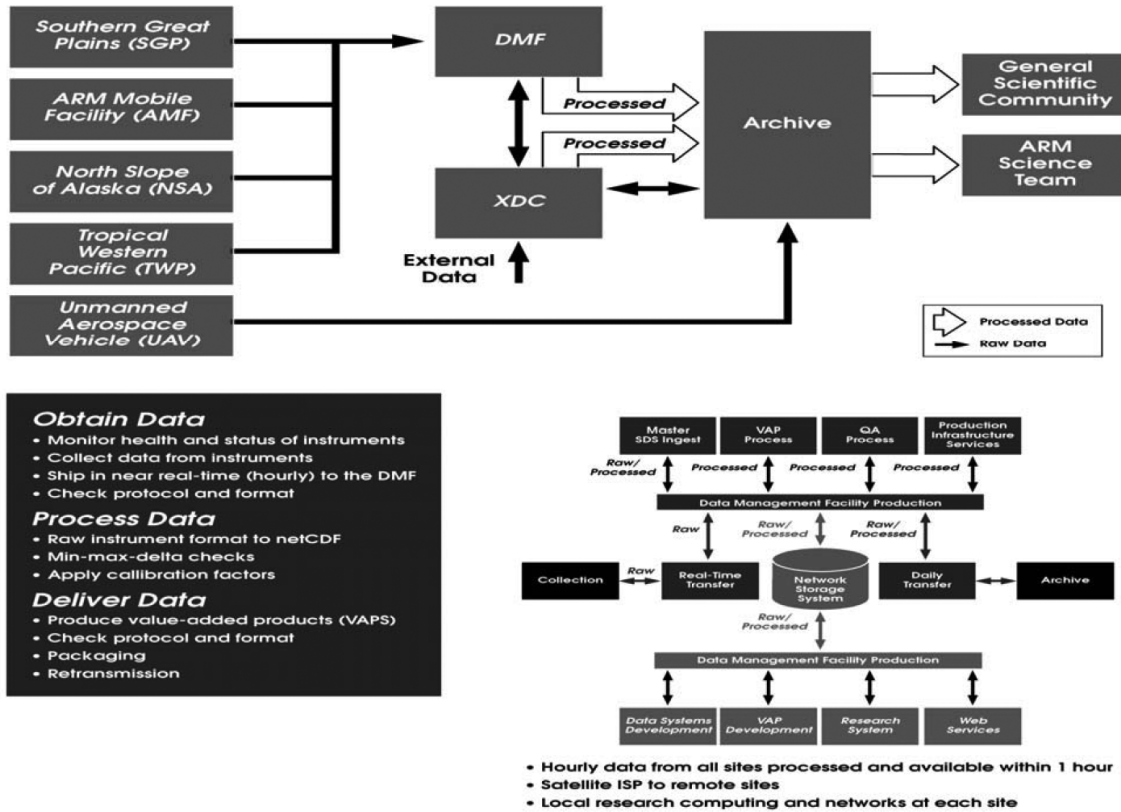 Southern Great
Plains (SGP)
ARM Mobile
Facility (AMF)
North Slope
of Alaska (NSA)
Tropical
Western
Pacific (TWP)
Unmanned
Aerospace
Vehicle (UAV)
DMF
Processed
Processed
XDC
External
Data
Archive
General
Scientific
Community
ARM
Science
Team
Processed Data
Raw Data
Obtain Data
• Monitor health and status of instruments
• Collect data from instruments
• Ship in near real-time (hourly) to the DMF
• Check protocol and format
Process Data
• Raw instrument format to netCDF
• Min-max-delta checks
• Apply callibration factors
Deliver Data
• Produce value-added products (VAPS)
• Check protocol and format
• Packaging
• Retransmission
Master
SDS Ingest
VAP
Process
QA
Process
Production
Infrastructure
Services
Raw/
Processed
Processed
Processed
Processed
Data Management Facility Production
Raw
Raw/
Processed
Raw/
Processed
Collection
Raw
Real-Time
Transfer
Network
Storage
System
Daily
Transfer
Archive
Raw/
Processed
Data Management Facility Production
Data Systems
Development
VAP
Development
Research
System
Web
Services
• Hourly data from all sites processed and available within 1 hour
• Satellite ISP to remote sites
• Local research computing and networks at each site